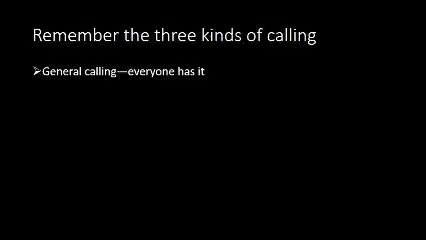 Remember the three kinds of calling
➢General calling—everyone has it